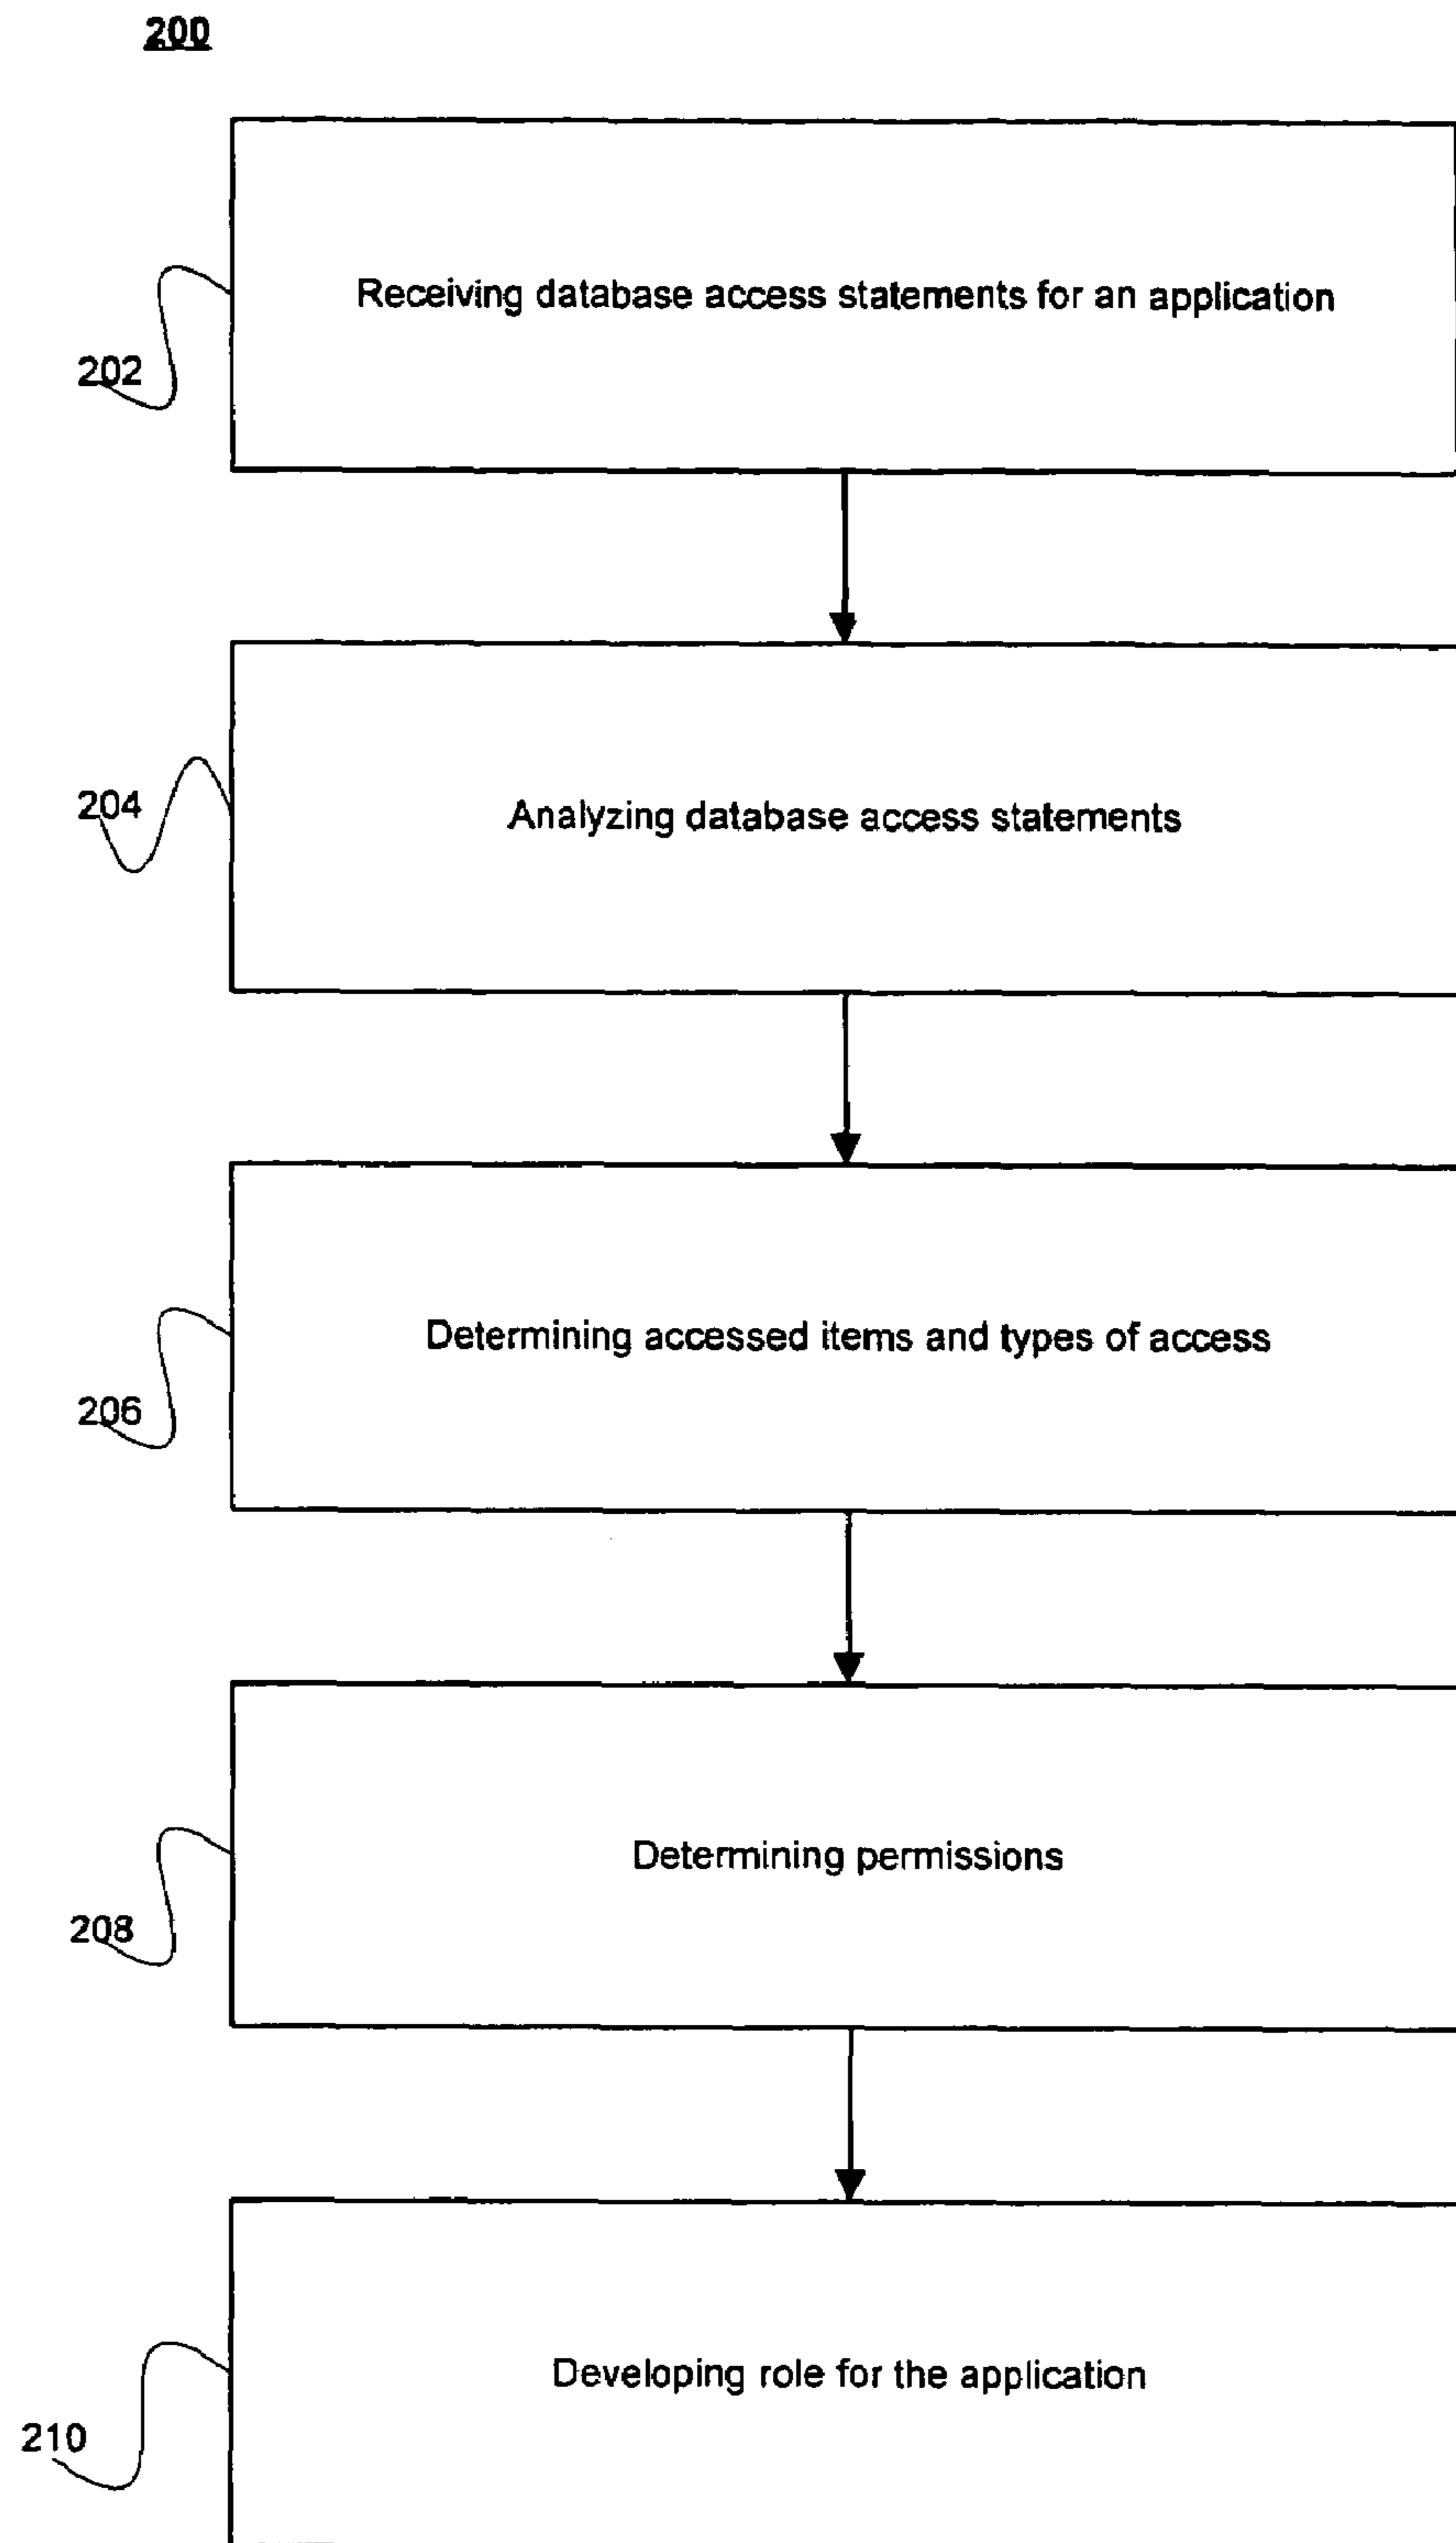 200
Receiving database access statements for an application
202
Analyzing database access statements
204
Determining accessed items and types of access
206
Determining permissions
208
Developing role for the application
210